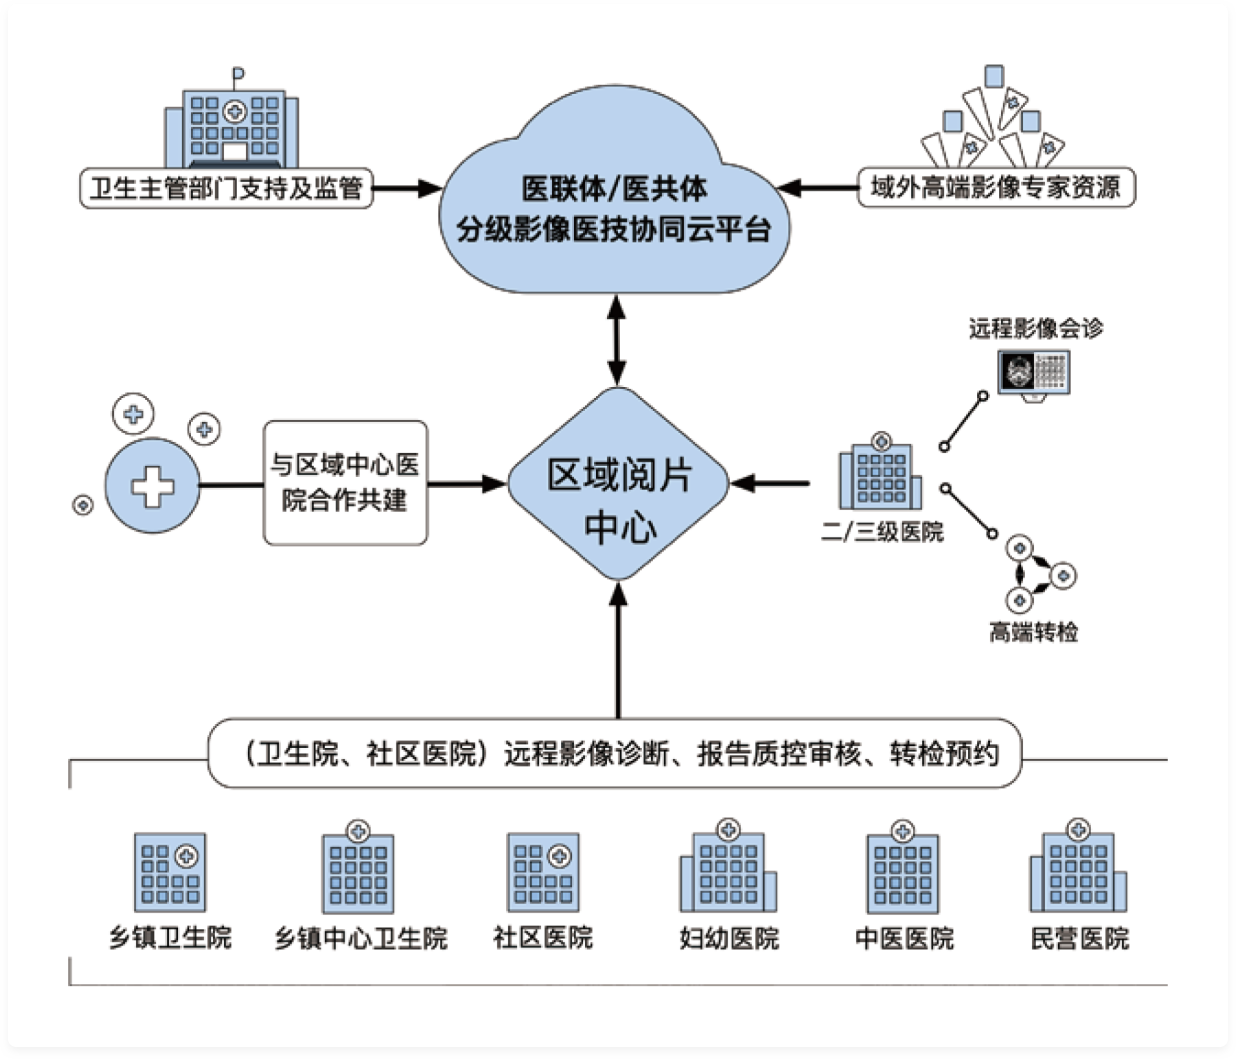 卫生主管部门支持及监管
医联体/医共体
分级影像医技协同云平台
域外高端影像专家资源
远程影像会诊
与区域中心医
院合作共建
区域阅片
中心
二/三级医院
高端转检
（卫生院、社区医院）远程影像诊断、报告质控审核、转检预约
乡镇卫生院
乡镇中心卫生院
社区医院
妇幼医院
中医医院
民营医院